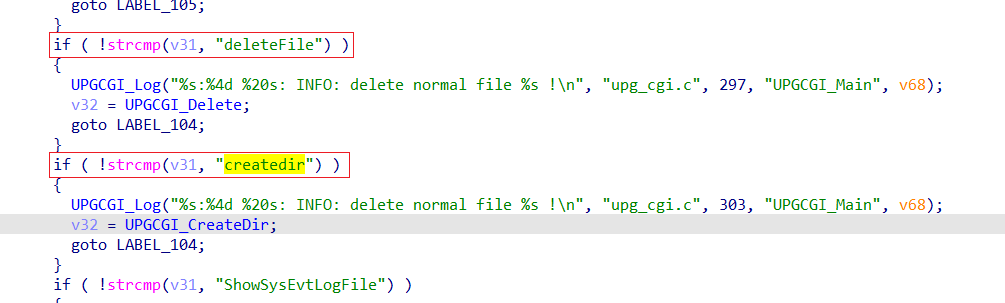 goto LABEL_105;
}
if ( !strcmp(v31, "deleteFile") )
{
UPGCGI_Log("%s:%4d %20s: INFO: delete normal file %s !\n", "upg_cgi.c", 297, "UPGCGI_Main", v68);
v32 = UPGCGI_Delete;
goto LABEL_104;
}
if ( !strcmp(v31, "createdir") )
{
UPGCGI_Log("%s:%4d %20s: INFO: delete normal file %s !\n", "upg_cgi.c", 303, "UPGCGI_Main", v68);
v32 = UPGCGI_CreateDir;
goto LABEL_104;
}
if ( !strcmp(v31, "ShowSysEvtLogFile") )
{